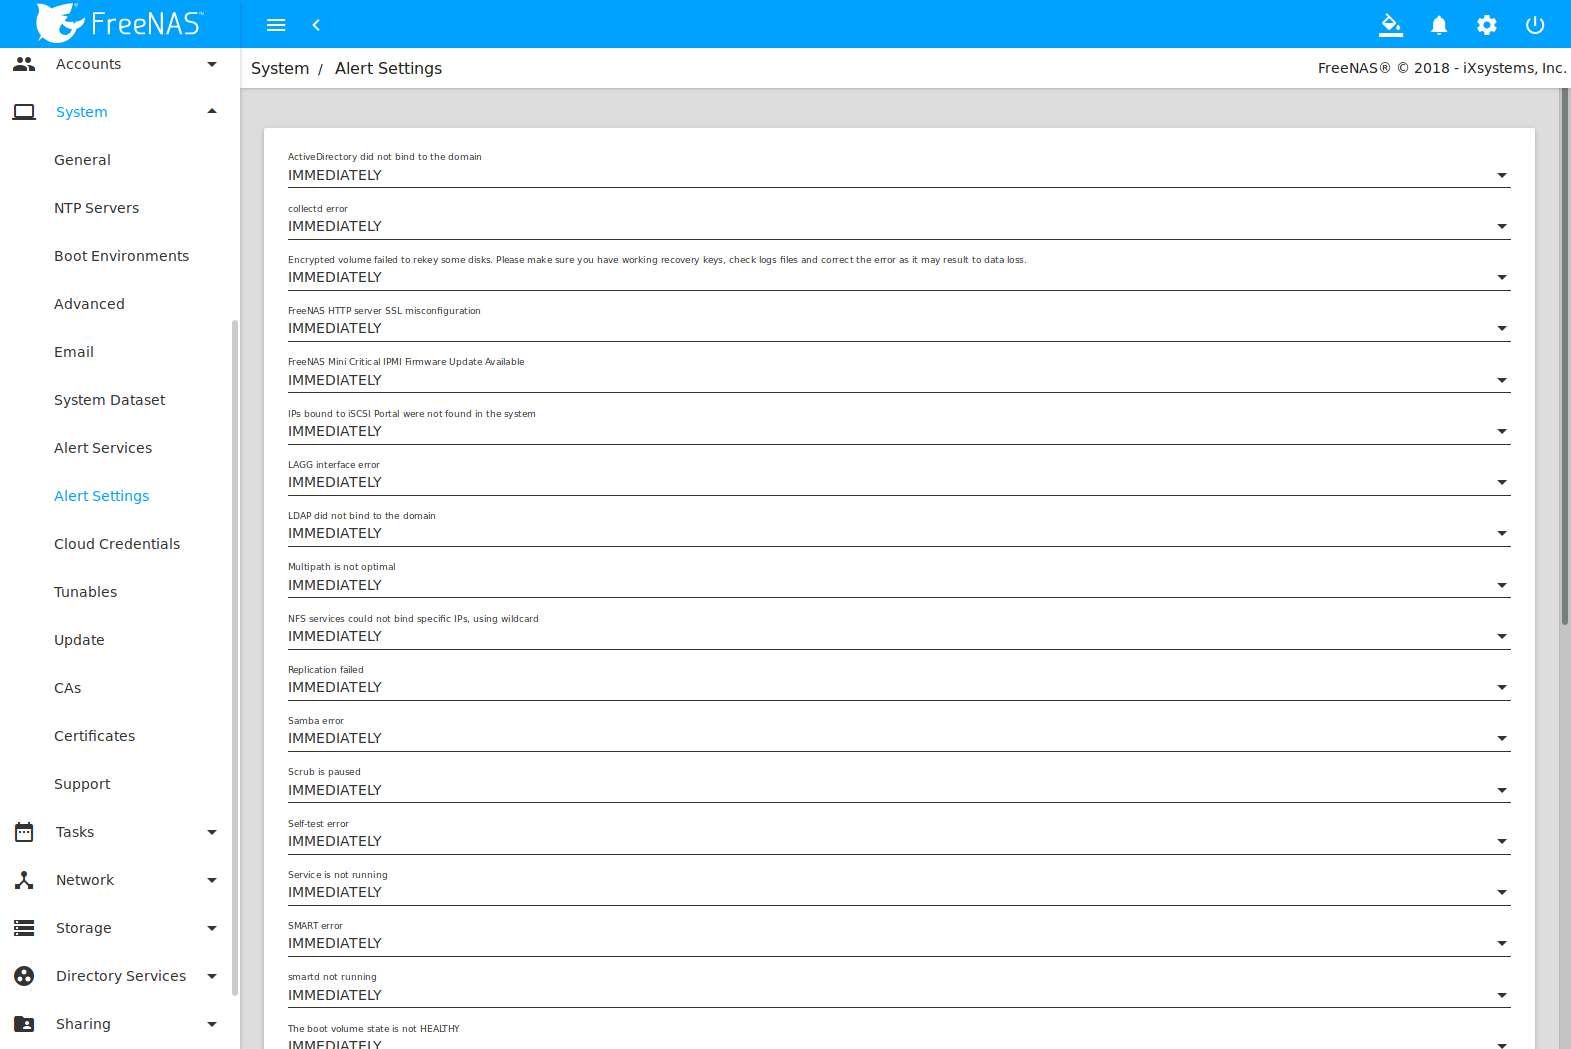 FreeNAS™
Accounts
System
General
NTP Servers
Boot Environments
Advanced
Email
System Dataset
Alert Services
Alert Settings
Cloud Credentials
Tunables
Update
CAs
Certificates
Support
Tasks
Network
Storage
Directory Services
Sharing
System / Alert Settings
FreeNAS® © 2018 - iXsystems, Inc.
ActiveDirectory did not bind to the domain
IMMEDIATELY
collectd error
IMMEDIATELY
Encrypted volume failed to rekey some disks. Please make sure you have working recovery keys, check logs files and correct the error as it may result to data loss.
IMMEDIATELY
FreeNAS HTTP server SSL misconfiguration
IMMEDIATELY
FreeNAS Mini Critical IPMI Firmware Update Available
IMMEDIATELY
IPs bound to iSCSI Portal were not found in the system
IMMEDIATELY
LAGG interface error
IMMEDIATELY
LDAP did not bind to the domain
IMMEDIATELY
Multipath is not optimal
IMMEDIATELY
NFS services could not bind specific IPs, using wildcard
IMMEDIATELY
Replication failed
IMMEDIATELY
Samba error
IMMEDIATELY
Scrub is paused
IMMEDIATELY
Self-test error
IMMEDIATELY
Service is not running
IMMEDIATELY
SMART error
IMMEDIATELY
smartd not running
IMMEDIATELY
The boot volume state is not HEALTHY
IMMEDIATELY